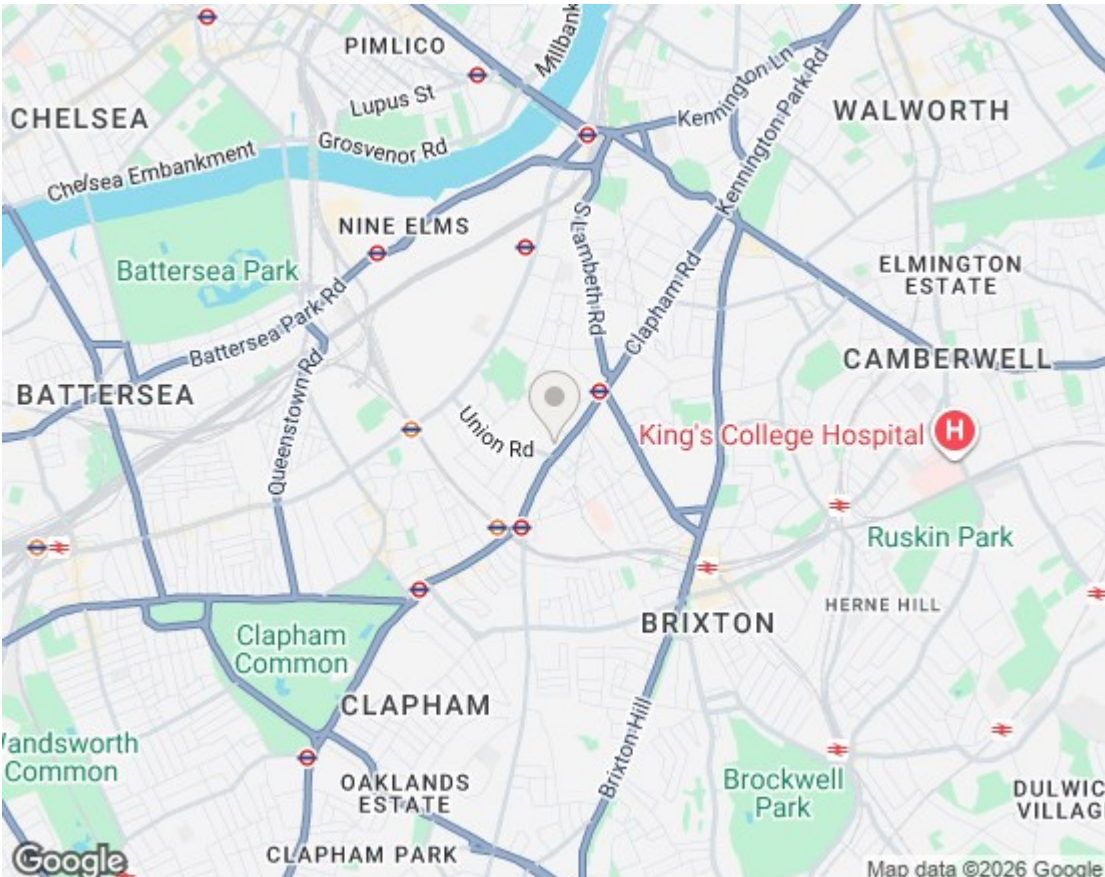 PIMLICO
Millbank
CHELSEA
Lupus St
Kennington Ln
WALWORTH
Grosvenor Rd
Chelsea Embankment
Kennington Park Rd
NINE ELMS
S Lambeth Rd
Battersea Park
Clapham Rd
ELMINGTON
ESTATE
Battersea Park Rd
CAMBERWELL
BATTERSEA
Queenstown Rd
Union Rd
King's College Hospital
H
Ruskin Park
HERNE HILL
BRIXTON
Clapham
Common
CLAPHAM
Brixton Hill
andsworth
Common
OAKLANDS
ESTATE
Brockwell
Park
DULWIC
VILLAG
CLAPHAM PARK
Google
Map data ©2026 Google